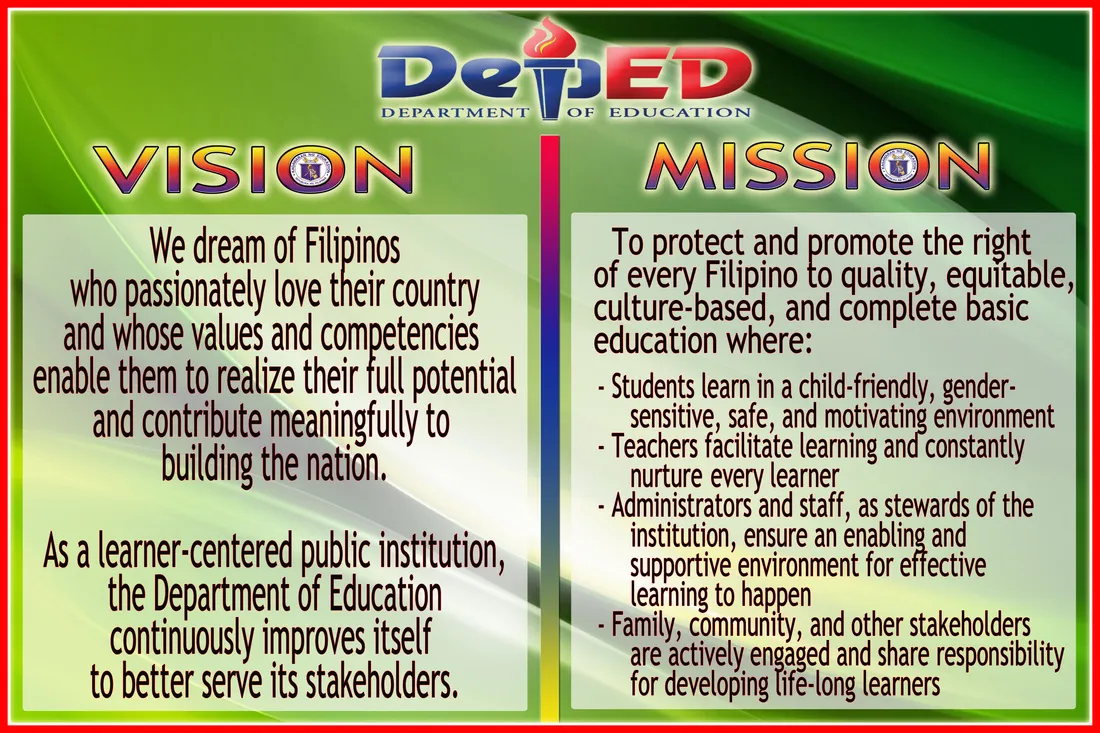 DepED
DEPARTMENT OF EDUCATION
VISION
We dream of Filipinos
who passionately love their country
and whose values and competencies
enable them to realize their full potential
and contribute meaningfully to
building the nation.
As a learner-centered public institution,
the Department of Education
continuously improves itself
to better serve its stakeholders.
MISSION
To protect and promote the right
of every Filipino to quality, equitable,
culture-based, and complete basic
education where:
- Students learn in a child-friendly, gender-
sensitive, safe, and motivating environment
- Teachers facilitate learning and constantly
nurture every learner
- Administrators and staff, as stewards of the
institution, ensure an enabling and
supportive environment for effective
learning to happen
- Family, community, and other stakeholders
are actively engaged and share responsibility
for developing life-long learners